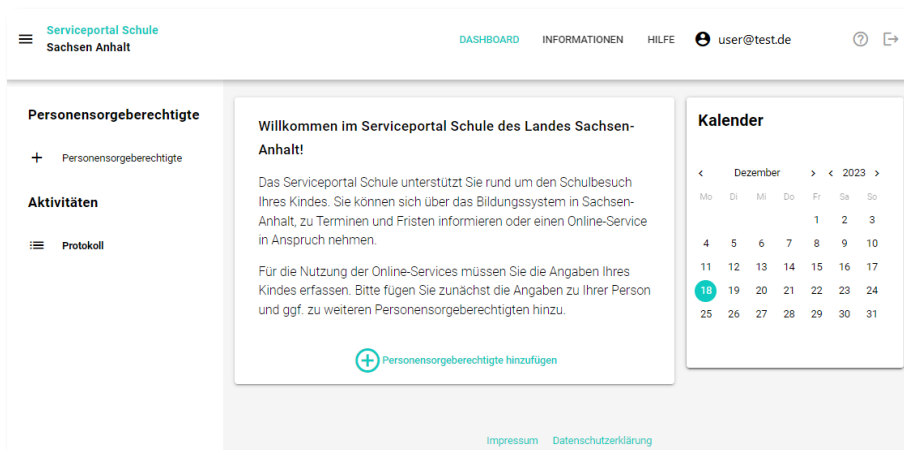 Serviceportal Schule
Sachsen Anhalt
DASHBOARD INFORMATIONEN HILFE user@test.de
Personensorgeberechtigte
Personensorgeberechtigte
Aktivitäten
Protokoll
Willkommen im Serviceportal Schule des Landes Sachsen-
Anhalt!
Das Serviceportal Schule unterstützt Sie rund um den Schulbesuch
Ihres Kindes. Sie können sich über das Bildungssystem in Sachsen-
Anhalt, zu Terminen und Fristen informieren oder einen Online-Service
in Anspruch nehmen.
Für die Nutzung der Online-Services müssen Sie die Angaben Ihres
Kindes erfassen. Bitte fügen Sie zunächst die Angaben zu Ihrer Person
und ggf. zu weiteren Personensorgeberechtigten hinzu.
Personensorgeberechtigte hinzufügen
Kalender
‹ Dezember › ‹ 2023 ›
Mo Di Mi Do Fr Sa So
1 2 3
4 5 6 7 8 9 10
11 12 13 14 15 16 17
18 19 20 21 22 23 24
25 26 27 28 29 30 31
Impressum Datenschutzerklärung